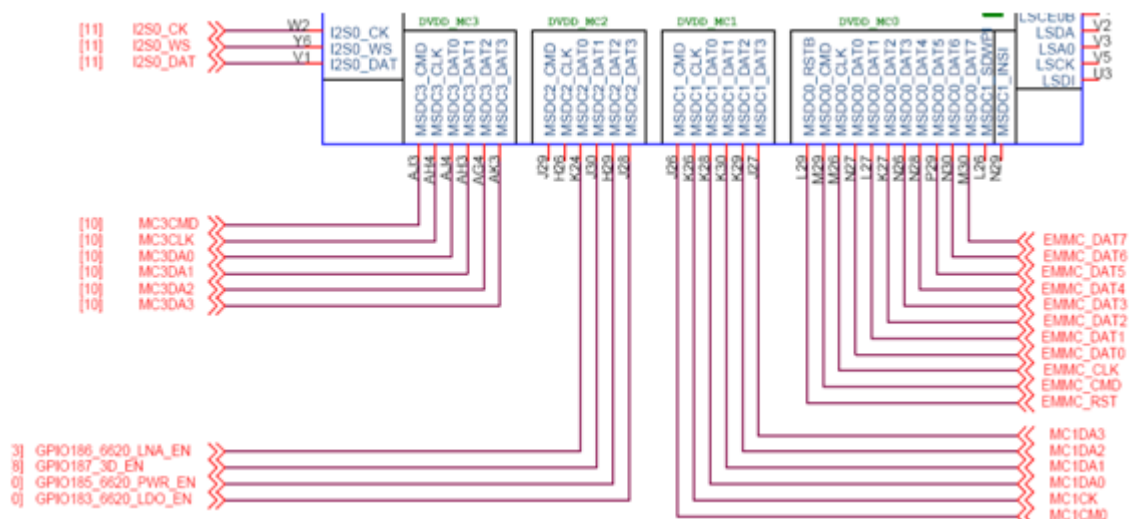 DVDD_MC3 DVDD_MC2 DVDD_MC1 DVDD_MC0
[11] I2S0_CK W2 I2S0_CK
[11] I2S0_WS Y6 I2S0_WS
[11] I2S0_DAT V1 I2S0_DAT
LSCE0B
LSDA V2
LSA0 V3
LSCK V5
LSDI U3
MSDC3_CMD
MSDC3_CLK
MSDC3_DAT0
MSDC3_DAT1
MSDC3_DAT2
MSDC3_DAT3
MSDC2_CMD
MSDC2_CLK
MSDC2_DAT0
MSDC2_DAT1
MSDC2_DAT2
MSDC2_DAT3
MSDC1_CMD
MSDC1_CLK
MSDC1_DAT0
MSDC1_DAT1
MSDC1_DAT2
MSDC1_DAT3
MSDC0_RSTB
MSDC0_CMD
MSDC0_CLK
MSDC0_DAT0
MSDC0_DAT1
MSDC0_DAT2
MSDC0_DAT3
MSDC0_DAT4
MSDC0_DAT5
MSDC0_DAT6
MSDC0_DAT7
MSDC1_SDWPI
MSDC1_INSI
AJ3
AH4
AJ4
AH3
AG4
AK3
J29
H26
K24
J30
H29
J28
J26
K26
K28
K30
K29
J27
L29
M29
M26
N27
L27
K27
N26
N28
P29
N30
M30
L26
N29
[10] MC3CMD
[10] MC3CLK
[10] MC3DA0
[10] MC3DA1
[10] MC3DA2
[10] MC3DA3
EMMC_DAT7
EMMC_DAT6
EMMC_DAT5
EMMC_DAT4
EMMC_DAT3
EMMC_DAT2
EMMC_DAT1
EMMC_DAT0
EMMC_CLK
EMMC_CMD
EMMC_RST
3] GPIO186_6620_LNA_EN
8] GPIO187_3D_EN
0] GPIO185_6620_PWR_EN
0] GPIO183_6620_LDO_EN
MC1DA3
MC1DA2
MC1DA1
MC1DA0
MC1CK
MC1CM0